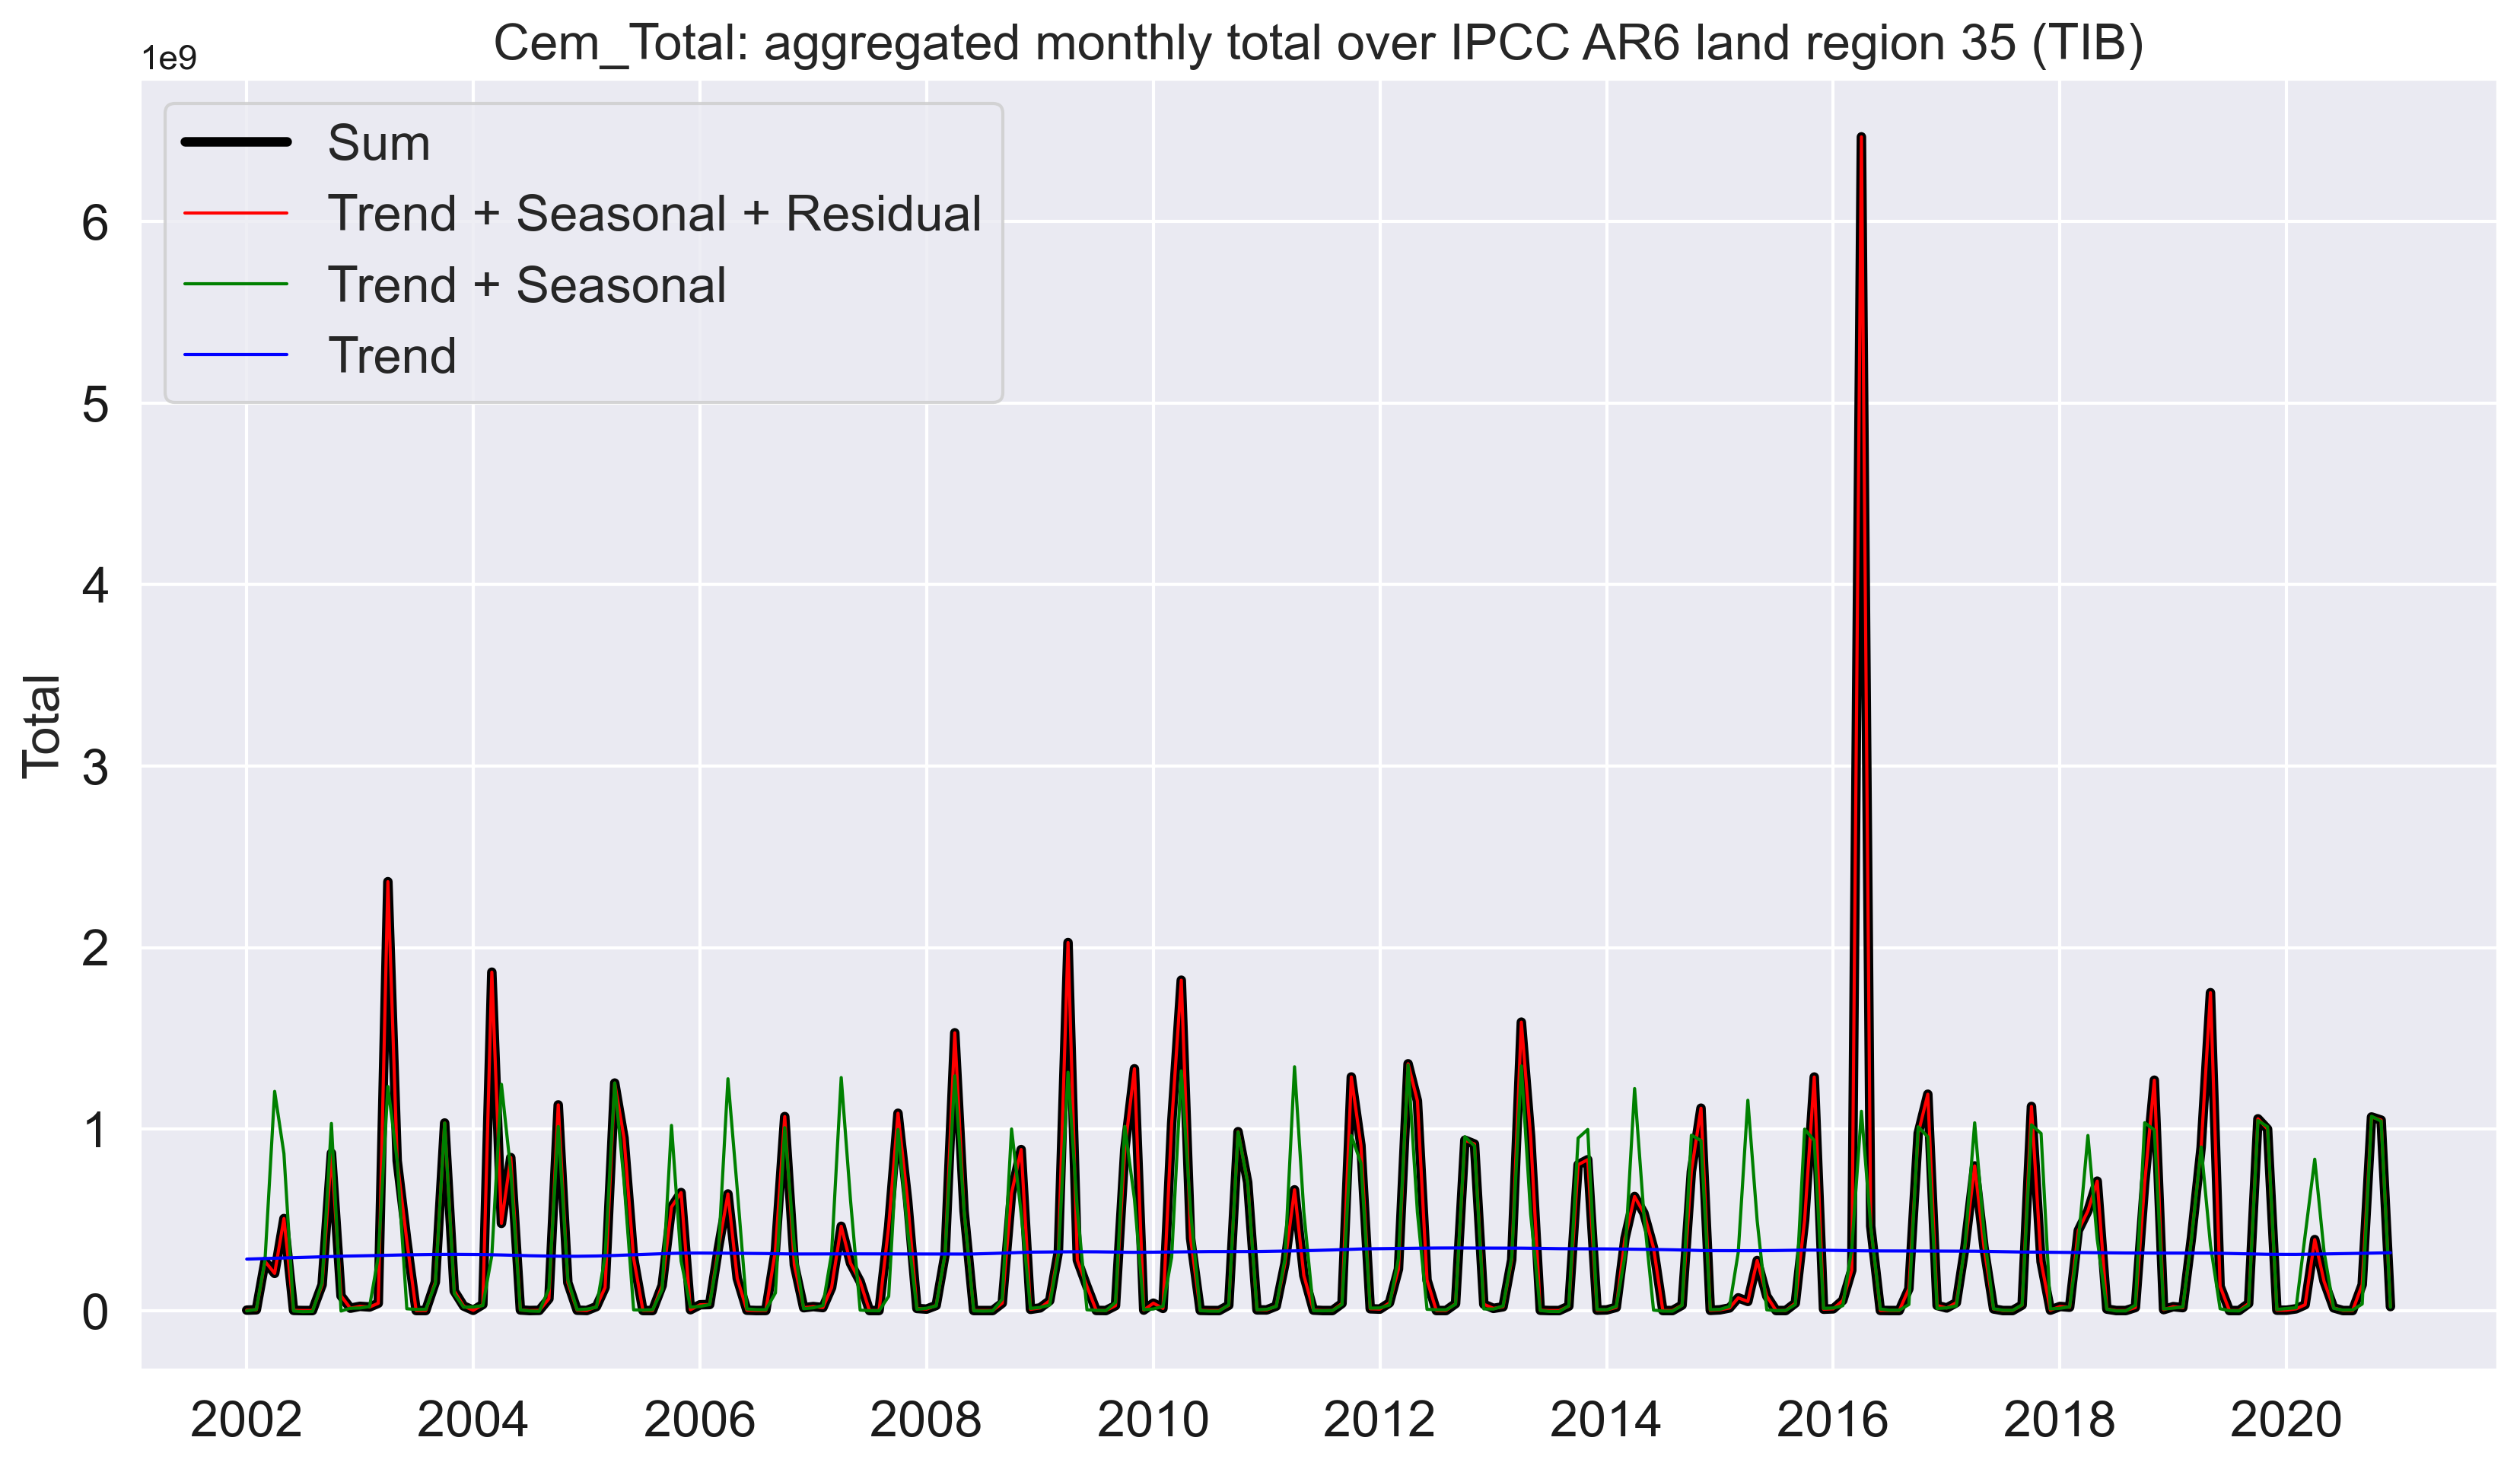 Cem_Total: aggregated monthly total over IPCC AR6 land region 35 (TIB)
1e9
Sum
Trend + Seasonal + Residual
Trend + Seasonal
Trend
6
5
4
3
2
1
0
Total
2002 2004 2006 2008 2010 2012 2014 2016 2018 2020